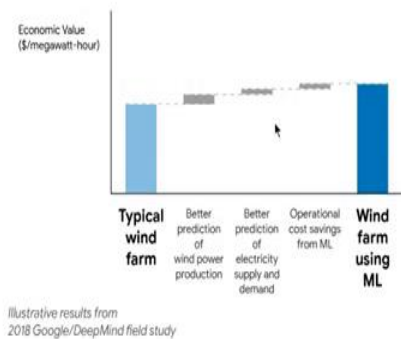 Economic Value
($/megawatt-hour)
Typical
wind
farm
Better
prediction
of
wind power
production
Better
prediction
of
electricity
supply and
demand
Operational
cost savings
from ML
Wind
farm
using
ML
Illustrative results from
2018 Google/DeepMind field study